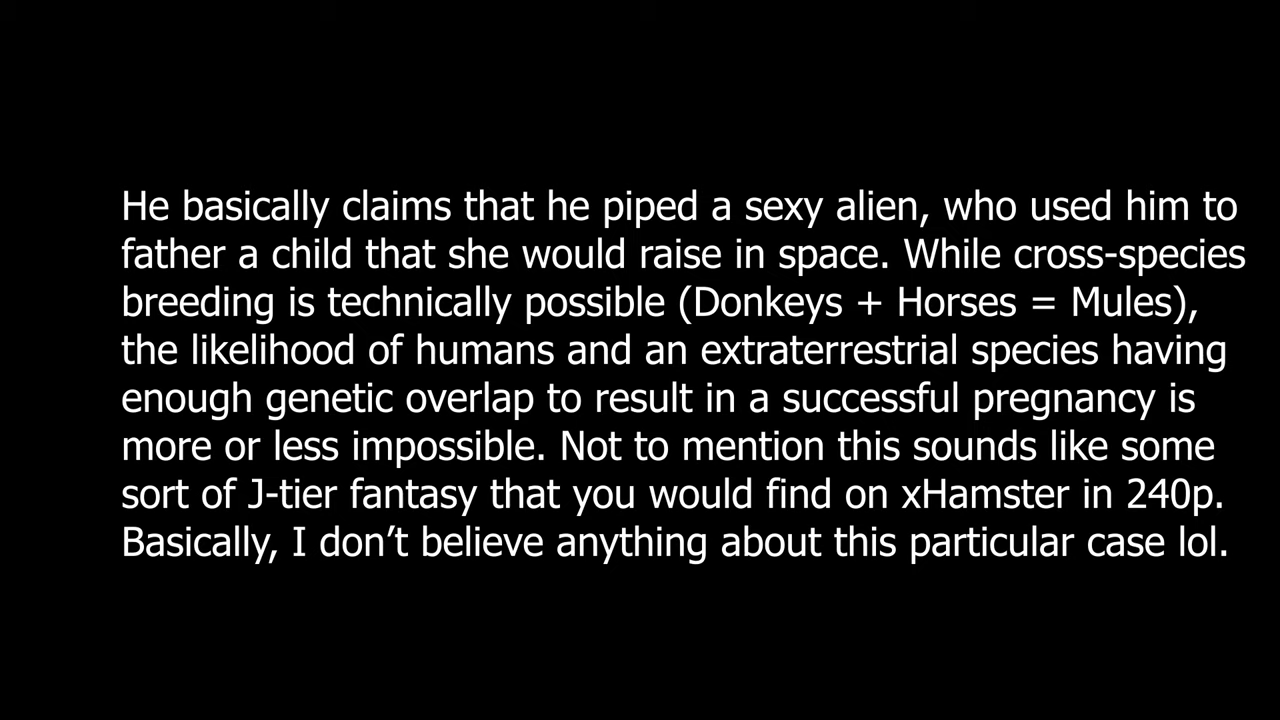 He basically claims that he piped a sexy alien, who used him to
father a child that she would raise in space. While cross-species
breeding is technically possible (Donkeys + Horses = Mules),
the likelihood of humans and an extraterrestrial species having
enough genetic overlap to result in a successful pregnancy is
more or less impossible. Not to mention this sounds like some
sort of J-tier fantasy that you would find on xHamster in 240p.
Basically, I don’t believe anything about this particular case lol.